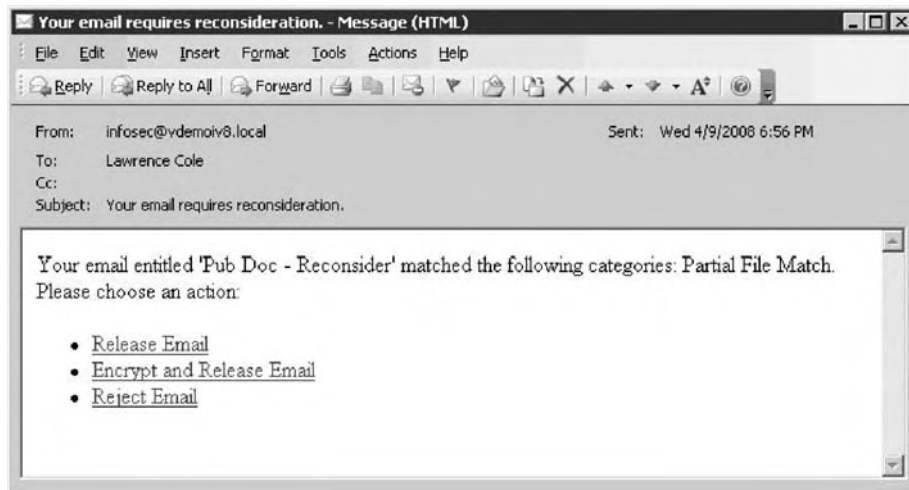 Your email requires reconsideration. - Message (HTML)
File Edit View Insert Format Tools Actions Help
Reply Reply to All Forward
From: infosec@vdemoiv8.local Sent: Wed 4/9/2008 6:56 PM
To: Lawrence Cole
Cc:
Subject: Your email requires reconsideration.
Your email entitled 'Pub Doc - Reconsider' matched the following categories: Partial File Match.
Please choose an action:
• Release Email
• Encrypt and Release Email
• Reject Email